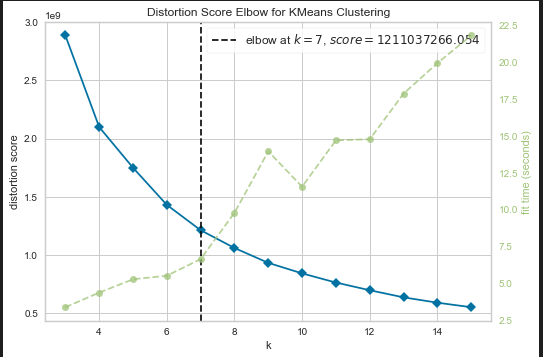 Distortion Score Elbow for KMeans Clustering
1e9
elbow at k = 7, score = 1211037266.054
distortion score
3.0
2.5
2.0
1.5
1.0
0.5
22.5
20.0
17.5
15.0
12.5
10.0
7.5
5.0
2.5
fit time (seconds)
4 6 8 10 12 14
k